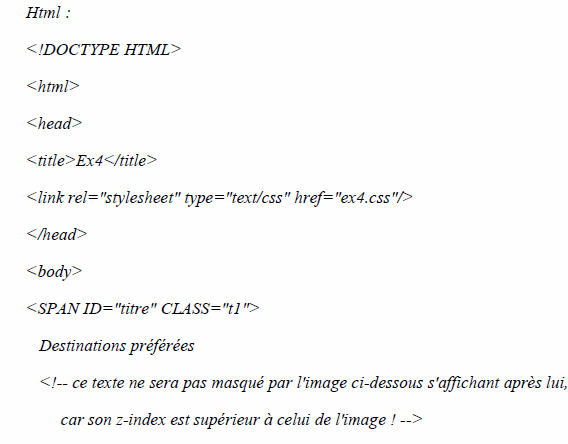 Html :
<!DOCTYPE HTML>
<html>
<head>
<title>Ex4</title>
<link rel="stylesheet" type="text/css" href="ex4.css"/>
</head>
<body>
<SPAN ID="titre" CLASS="t1">
Destinations préférées
<!-- ce texte ne sera pas masqué par l'image ci-dessous s'affichant après lui,
car son z-index est supérieur à celui de l'image ! -->